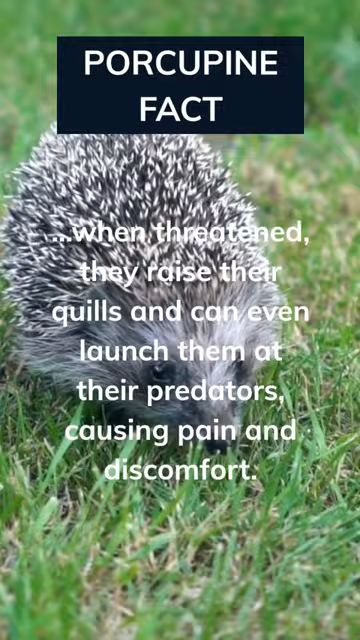 PORCUPINE
FACT
...when threatened,
they raise their
quills and can even
launch them at
their predators,
causing pain and
discomfort.